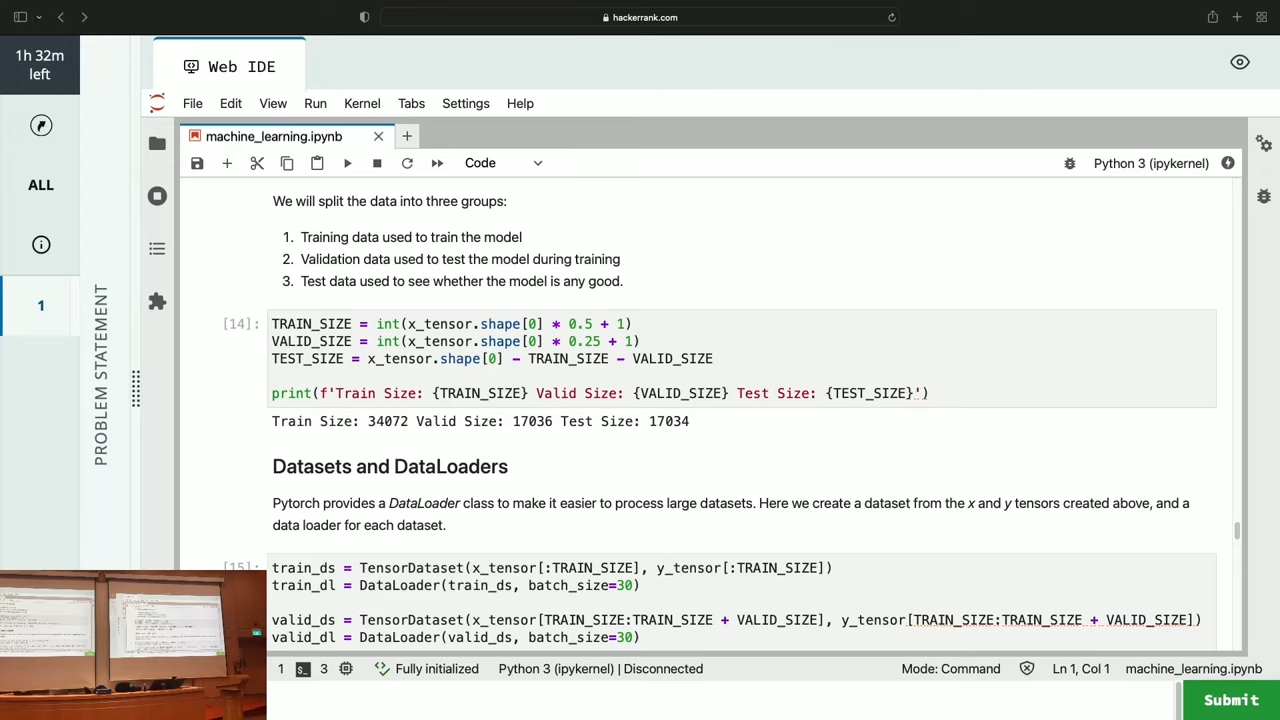 hackerrank.com
1h 32m
left
Web IDE
File Edit View Run Kernel Tabs Settings Help
machine_learning.ipynb
Code
Python 3 (ipykernel)
ALL
1
PROBLEM STATEMENT
We will split the data into three groups:
1. Training data used to train the model
2. Validation data used to test the model during training
3. Test data used to see whether the model is any good.
[14]:
TRAIN_SIZE = int(x_tensor.shape[0] * 0.5 + 1)
VALID_SIZE = int(x_tensor.shape[0] * 0.25 + 1)
TEST_SIZE = x_tensor.shape[0] - TRAIN_SIZE - VALID_SIZE
print(f'Train Size: {TRAIN_SIZE} Valid Size: {VALID_SIZE} Test Size: {TEST_SIZE}')
Train Size: 34072 Valid Size: 17036 Test Size: 17034
Datasets and DataLoaders
Pytorch provides a DataLoader class to make it easier to process large datasets. Here we create a dataset from the x and y tensors created above, and a
data loader for each dataset.
[15]:
train_ds = TensorDataset(x_tensor[:TRAIN_SIZE], y_tensor[:TRAIN_SIZE])
train_dl = DataLoader(train_ds, batch_size=30)
valid_ds = TensorDataset(x_tensor[TRAIN_SIZE:TRAIN_SIZE + VALID_SIZE], y_tensor[TRAIN_SIZE:TRAIN_SIZE + VALID_SIZE])
valid_dl = DataLoader(valid_ds, batch_size=30)
1 3 Fully initialized Python 3 (ipykernel) | Disconnected Mode: Command Ln 1, Col 1 machine_learning.ipynb
Submit